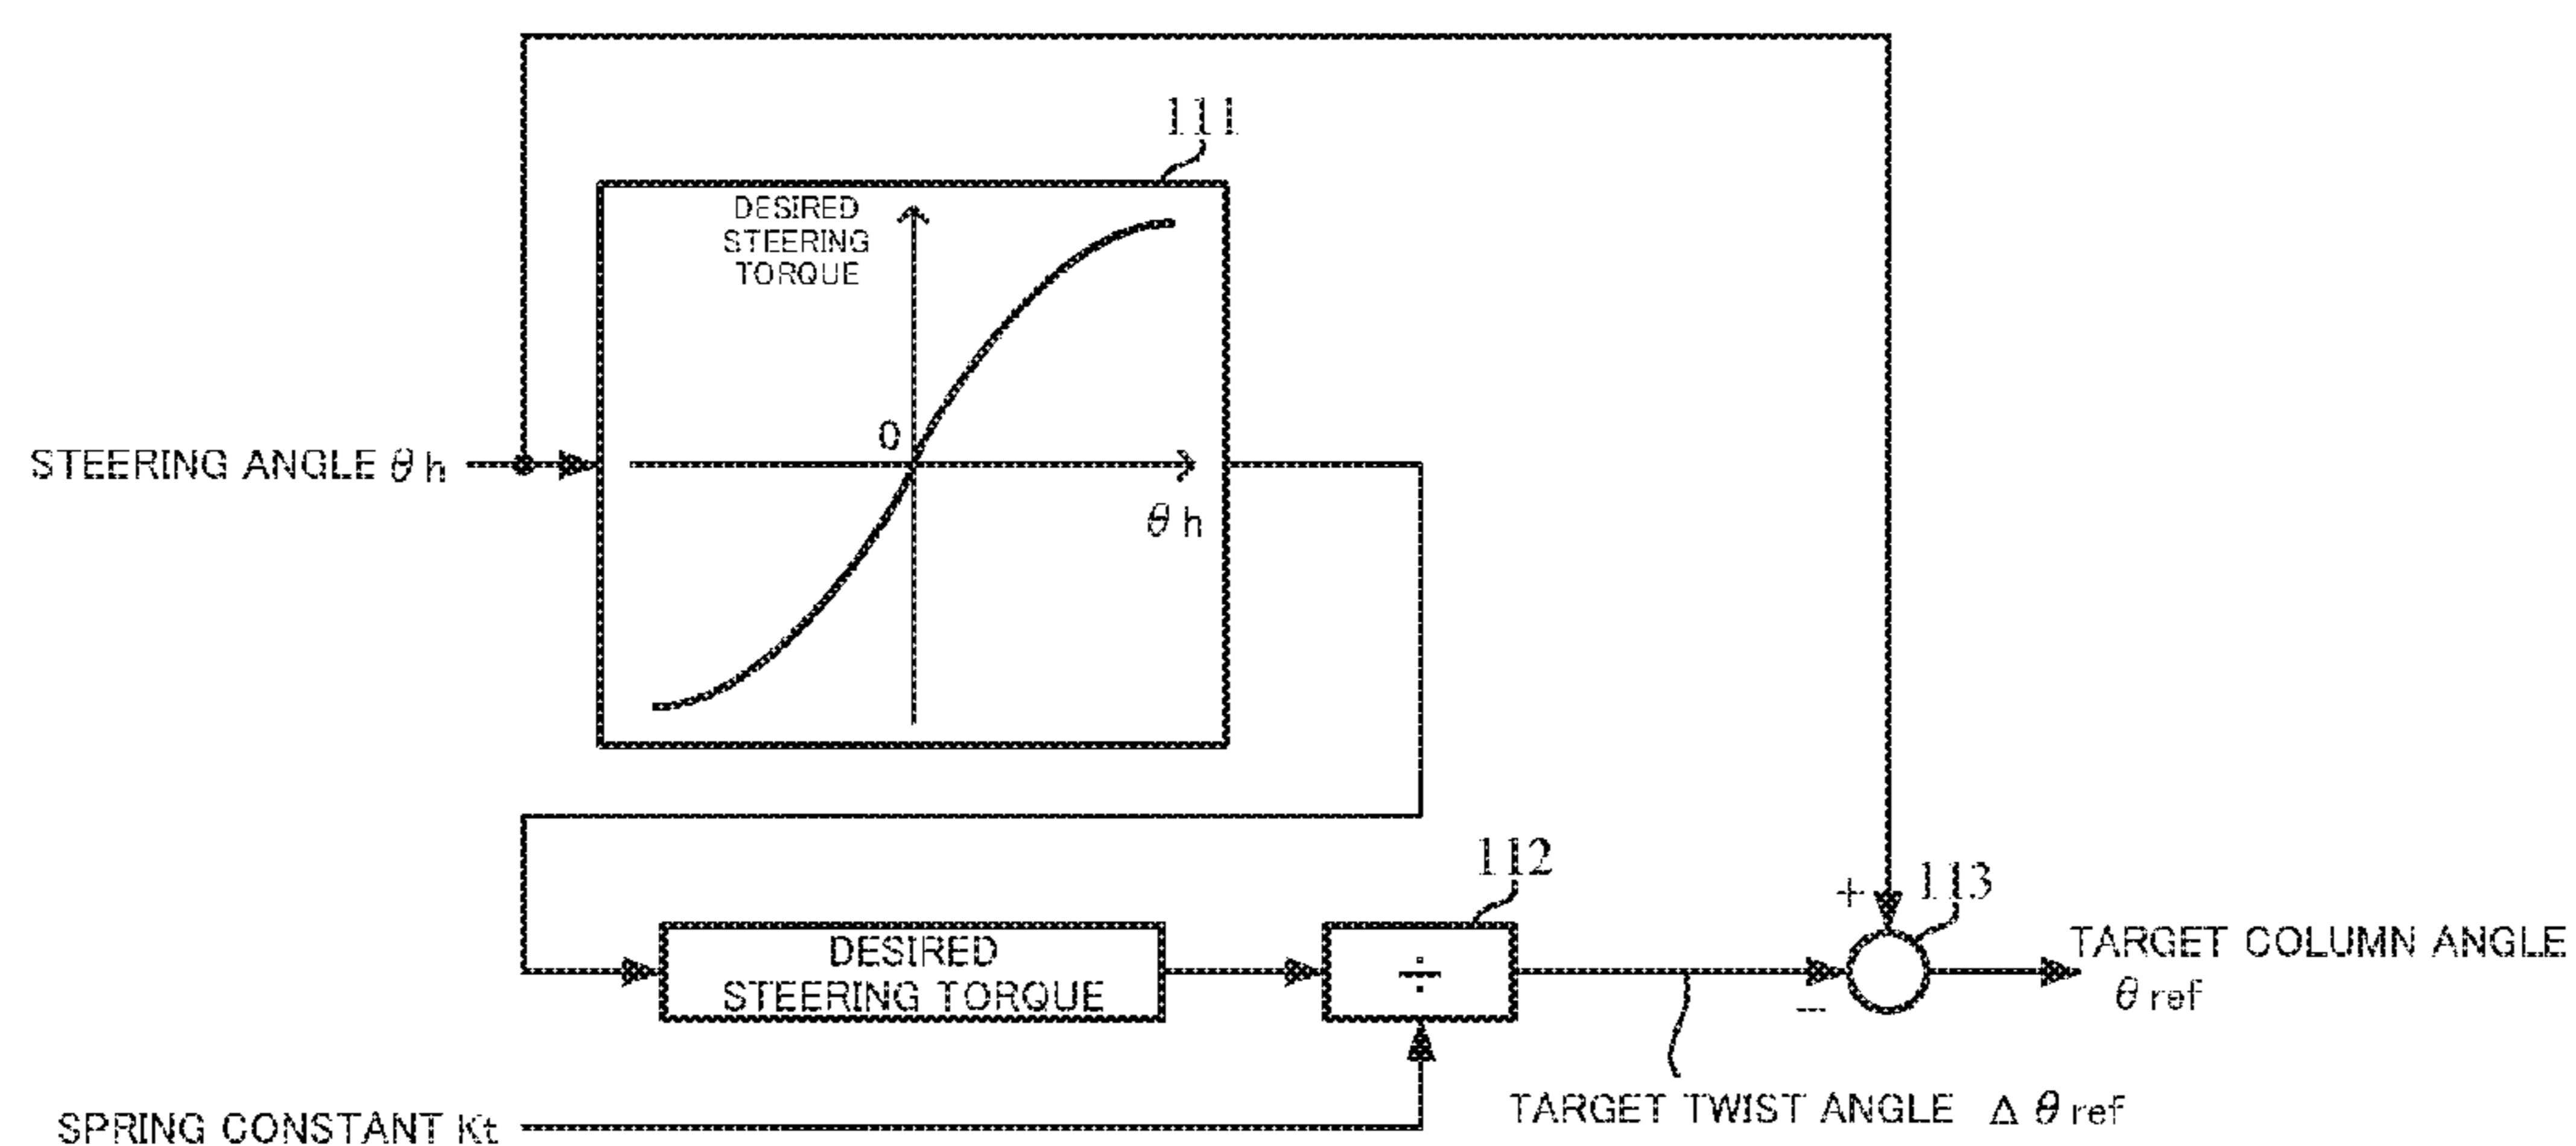 111
DESIRED
STEERING
TORQUE
0
STEERING ANGLE θ h
θ h
112
+ 113
DESIRED
STEERING TORQUE
÷
TARGET COLUMN ANGLE
θ ref
−
TARGET TWIST ANGLE Δ θ ref
SPRING CONSTANT Kt